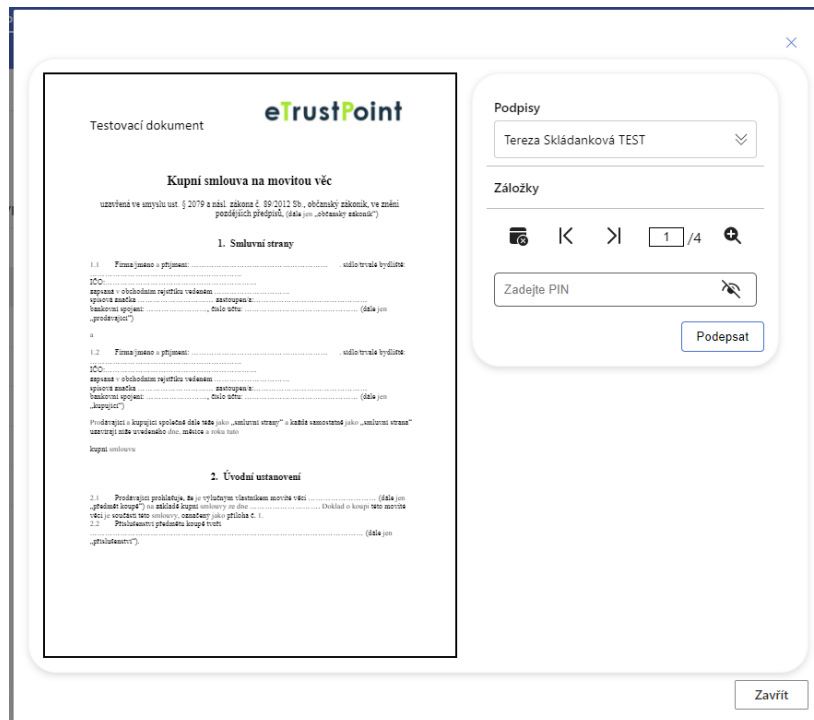 Testovací dokument
eTrustPoint
Kupní smlouva na movitou věc
uzavřená ve smyslu ust. § 2079 a násl. zákona č. 89/2012 Sb., občanský zákoník, ve znění
pozdějších předpisů, (dále jen „občanský zákoník“)
1. Smluvní strany
1.1 Firma/jméno a příjmení: ………………………………………………… . sídlo/trvalé bydliště:
………………………………………………………
IČO:………………………………………………………
zapsaná v obchodním rejstříku vedeném ……………………………
spisová značka ………………………… zastoupen/a:…………………………………………
bankovní spojení: ……………………, číslo účtu: ………………………………………… (dále jen
„prodávající“)
a
1.2 Firma/jméno a příjmení: ………………………………………………… . sídlo/trvalé bydliště:
………………………………………………………
IČO:………………………………………………………
zapsaná v obchodním rejstříku vedeném ……………………………
spisová značka ………………………… zastoupen/a:…………………………………………
bankovní spojení: ……………………, číslo účtu: ………………………………………… (dále jen
„kupující“)
Prodávající a kupující společně dále též jako „smluvní strany“ a každá samostatně jako „smluvní strana“
uzavírají níže uvedeného dne, měsíce a roku tuto
kupní smlouvu
2. Úvodní ustanovení
2.1 Prodávající prohlašuje, že je výlučným vlastníkem movité věci ……………………… (dále jen
„předmět koupě“) na základě kupní smlouvy ze dne ………………………. Doklad o koupi této movité
věci je součástí této smlouvy, označený jako příloha č. 1.
2.2 Příslušenství předmětu koupě tvoří
…………………………………………………………………………………………………… (dále jen
„příslušenství“).
Podpisy
Tereza Skládanková TEST
Záložky
1 /4
Zadejte PIN
Podepsat
Zavřít